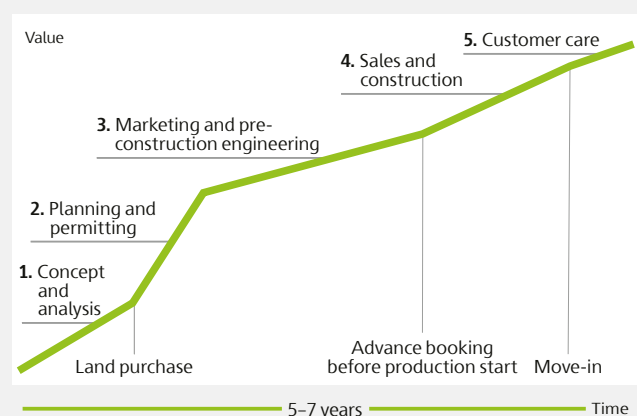 Value
5. Customer care
4. Sales and
construction
3. Marketing and pre-
construction engineering
2. Planning and
permitting
1. Concept
and
analysis
Land purchase
Advance booking
before production start
Move-in
5–7 years
Time